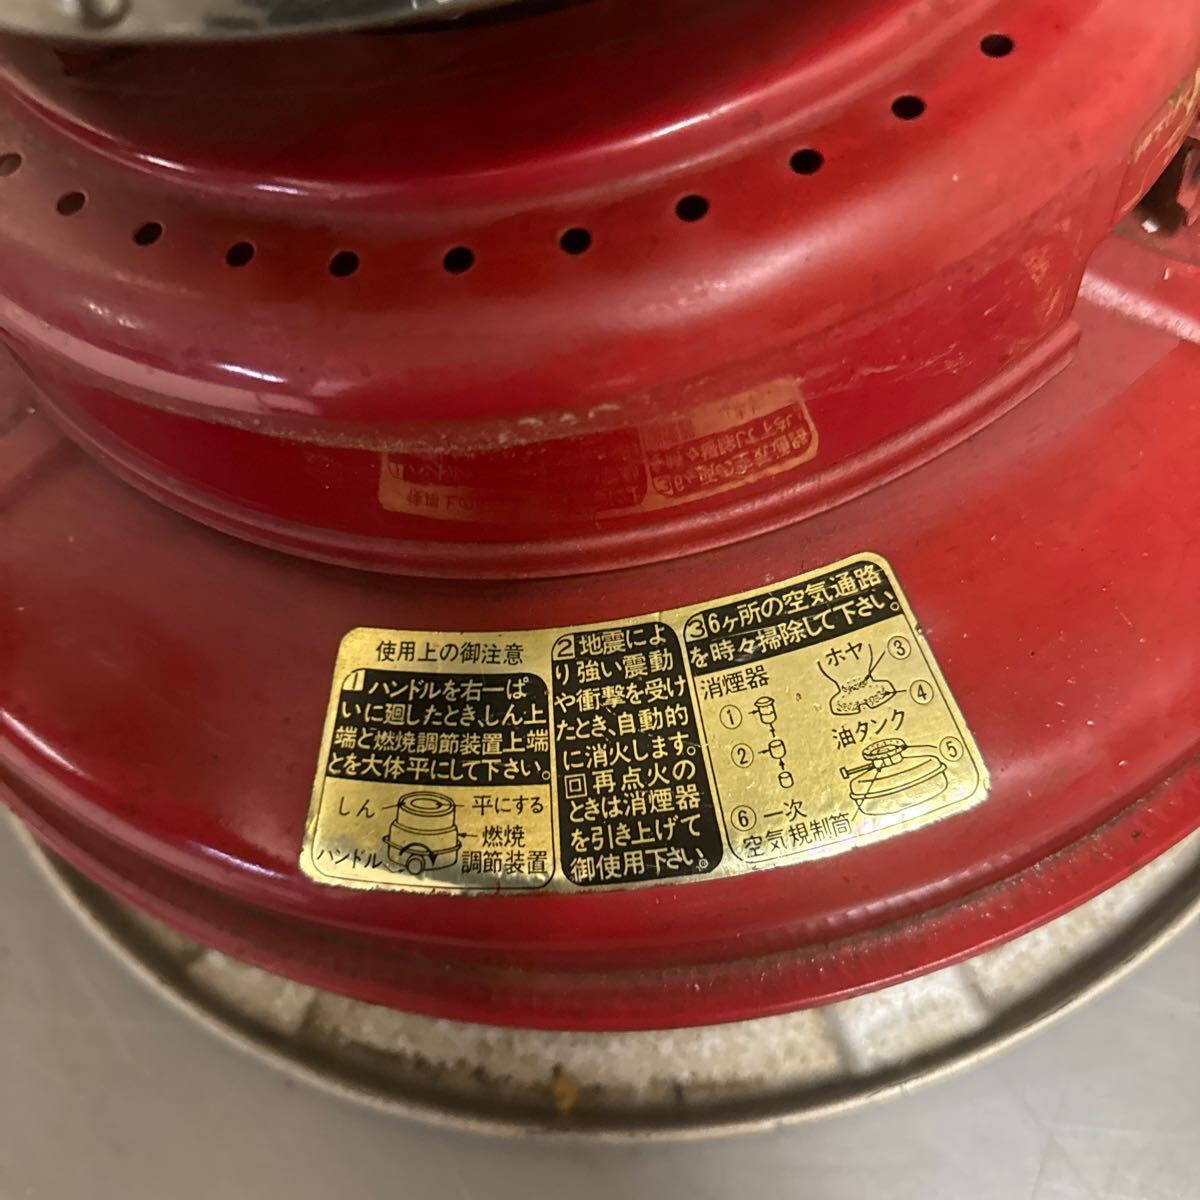 使用上の御注意
1 ハンドルを右一ぱ
いに廻したとき、しん上
端と燃焼調節装置上端
とを大体平にして下さい。
しん
平にする
ハンドル
燃焼
調節装置
2 地震によ
り強い震動
や衝撃を受け
たとき、自動的
に消火します。
回再点火の
ときは消煙器
を引き上げて
御使用下さい。
3 6ヶ所の空気通路
を時々掃除して下さい。
消煙器
①
②
ホヤ
③
④
油タンク
⑤
⑥ 一次
空気規制筒